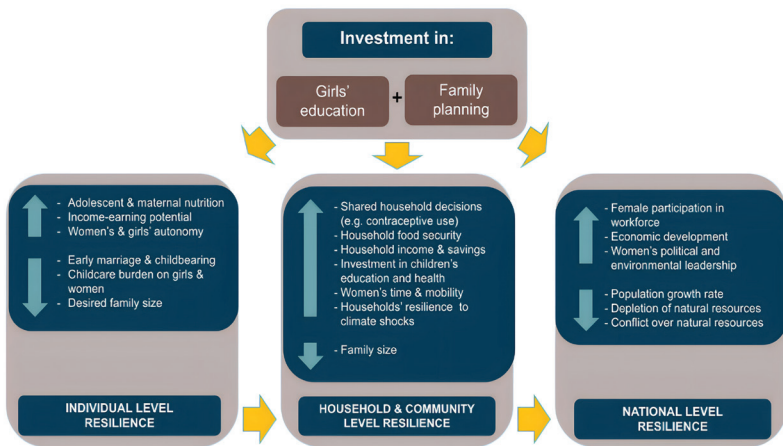 Investment in:
Girls'
education
+
Family
planning
- Adolescent & maternal nutrition
- Income-earning potential
- Women's & girls' autonomy
- Early marriage & childbearing
- Childcare burden on girls &
women
- Desired family size
INDIVIDUAL LEVEL
RESILIENCE
- Shared household decisions
(e.g. contraceptive use)
- Household food security
- Household income & savings
- Investment in children's
education and health
- Women's time & mobility
- Households' resilience to
climate shocks
- Family size
HOUSEHOLD & COMMUNITY
LEVEL RESILIENCE
- Female participation in
workforce
- Economic development
- Women's political and
environmental leadership
- Population growth rate
- Depletion of natural resources
- Conflict over natural resources
NATIONAL LEVEL
RESILIENCE